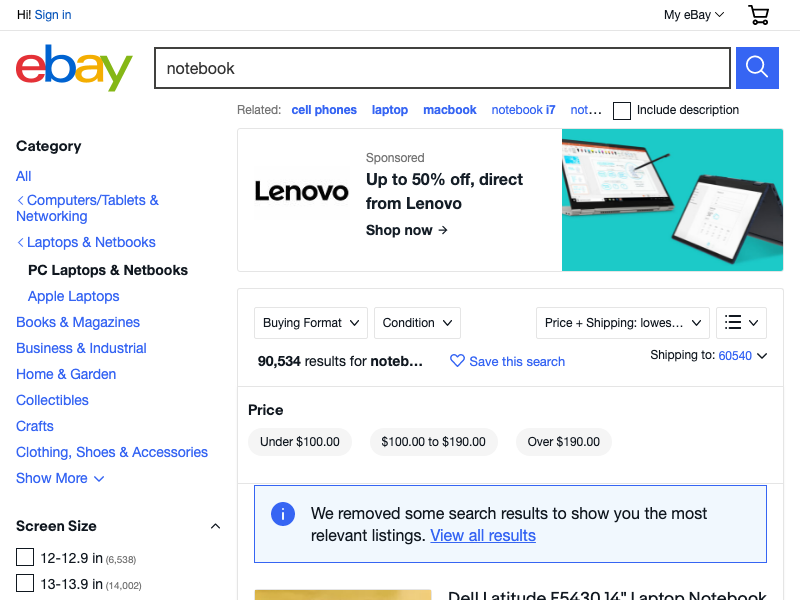 Hi! Sign in
My eBay
ebay
notebook
Related: cell phones laptop macbook notebook i7 not...
Include description
Category
All
Computers/Tablets &
Networking
Laptops & Netbooks
PC Laptops & Netbooks
Apple Laptops
Books & Magazines
Business & Industrial
Home & Garden
Collectibles
Crafts
Clothing, Shoes & Accessories
Show More
Screen Size
12-12.9 in (6,538)
13-13.9 in (14,002)
Lenovo
Sponsored
Up to 50% off, direct
from Lenovo
Shop now →
Buying Format
Condition
Price + Shipping: lowes...
90,534 results for noteb...
Save this search
Shipping to: 60540
Price
Under $100.00
$100.00 to $190.00
Over $190.00
We removed some search results to show you the most
relevant listings. View all results
Dell Latitude E5430 14" Laptop Notebook